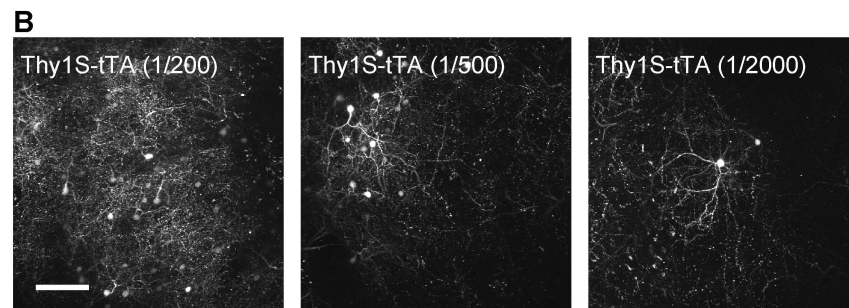 B
Thy1S-tTA (1/200)
Thy1S-tTA (1/500)
Thy1S-tTA (1/2000)